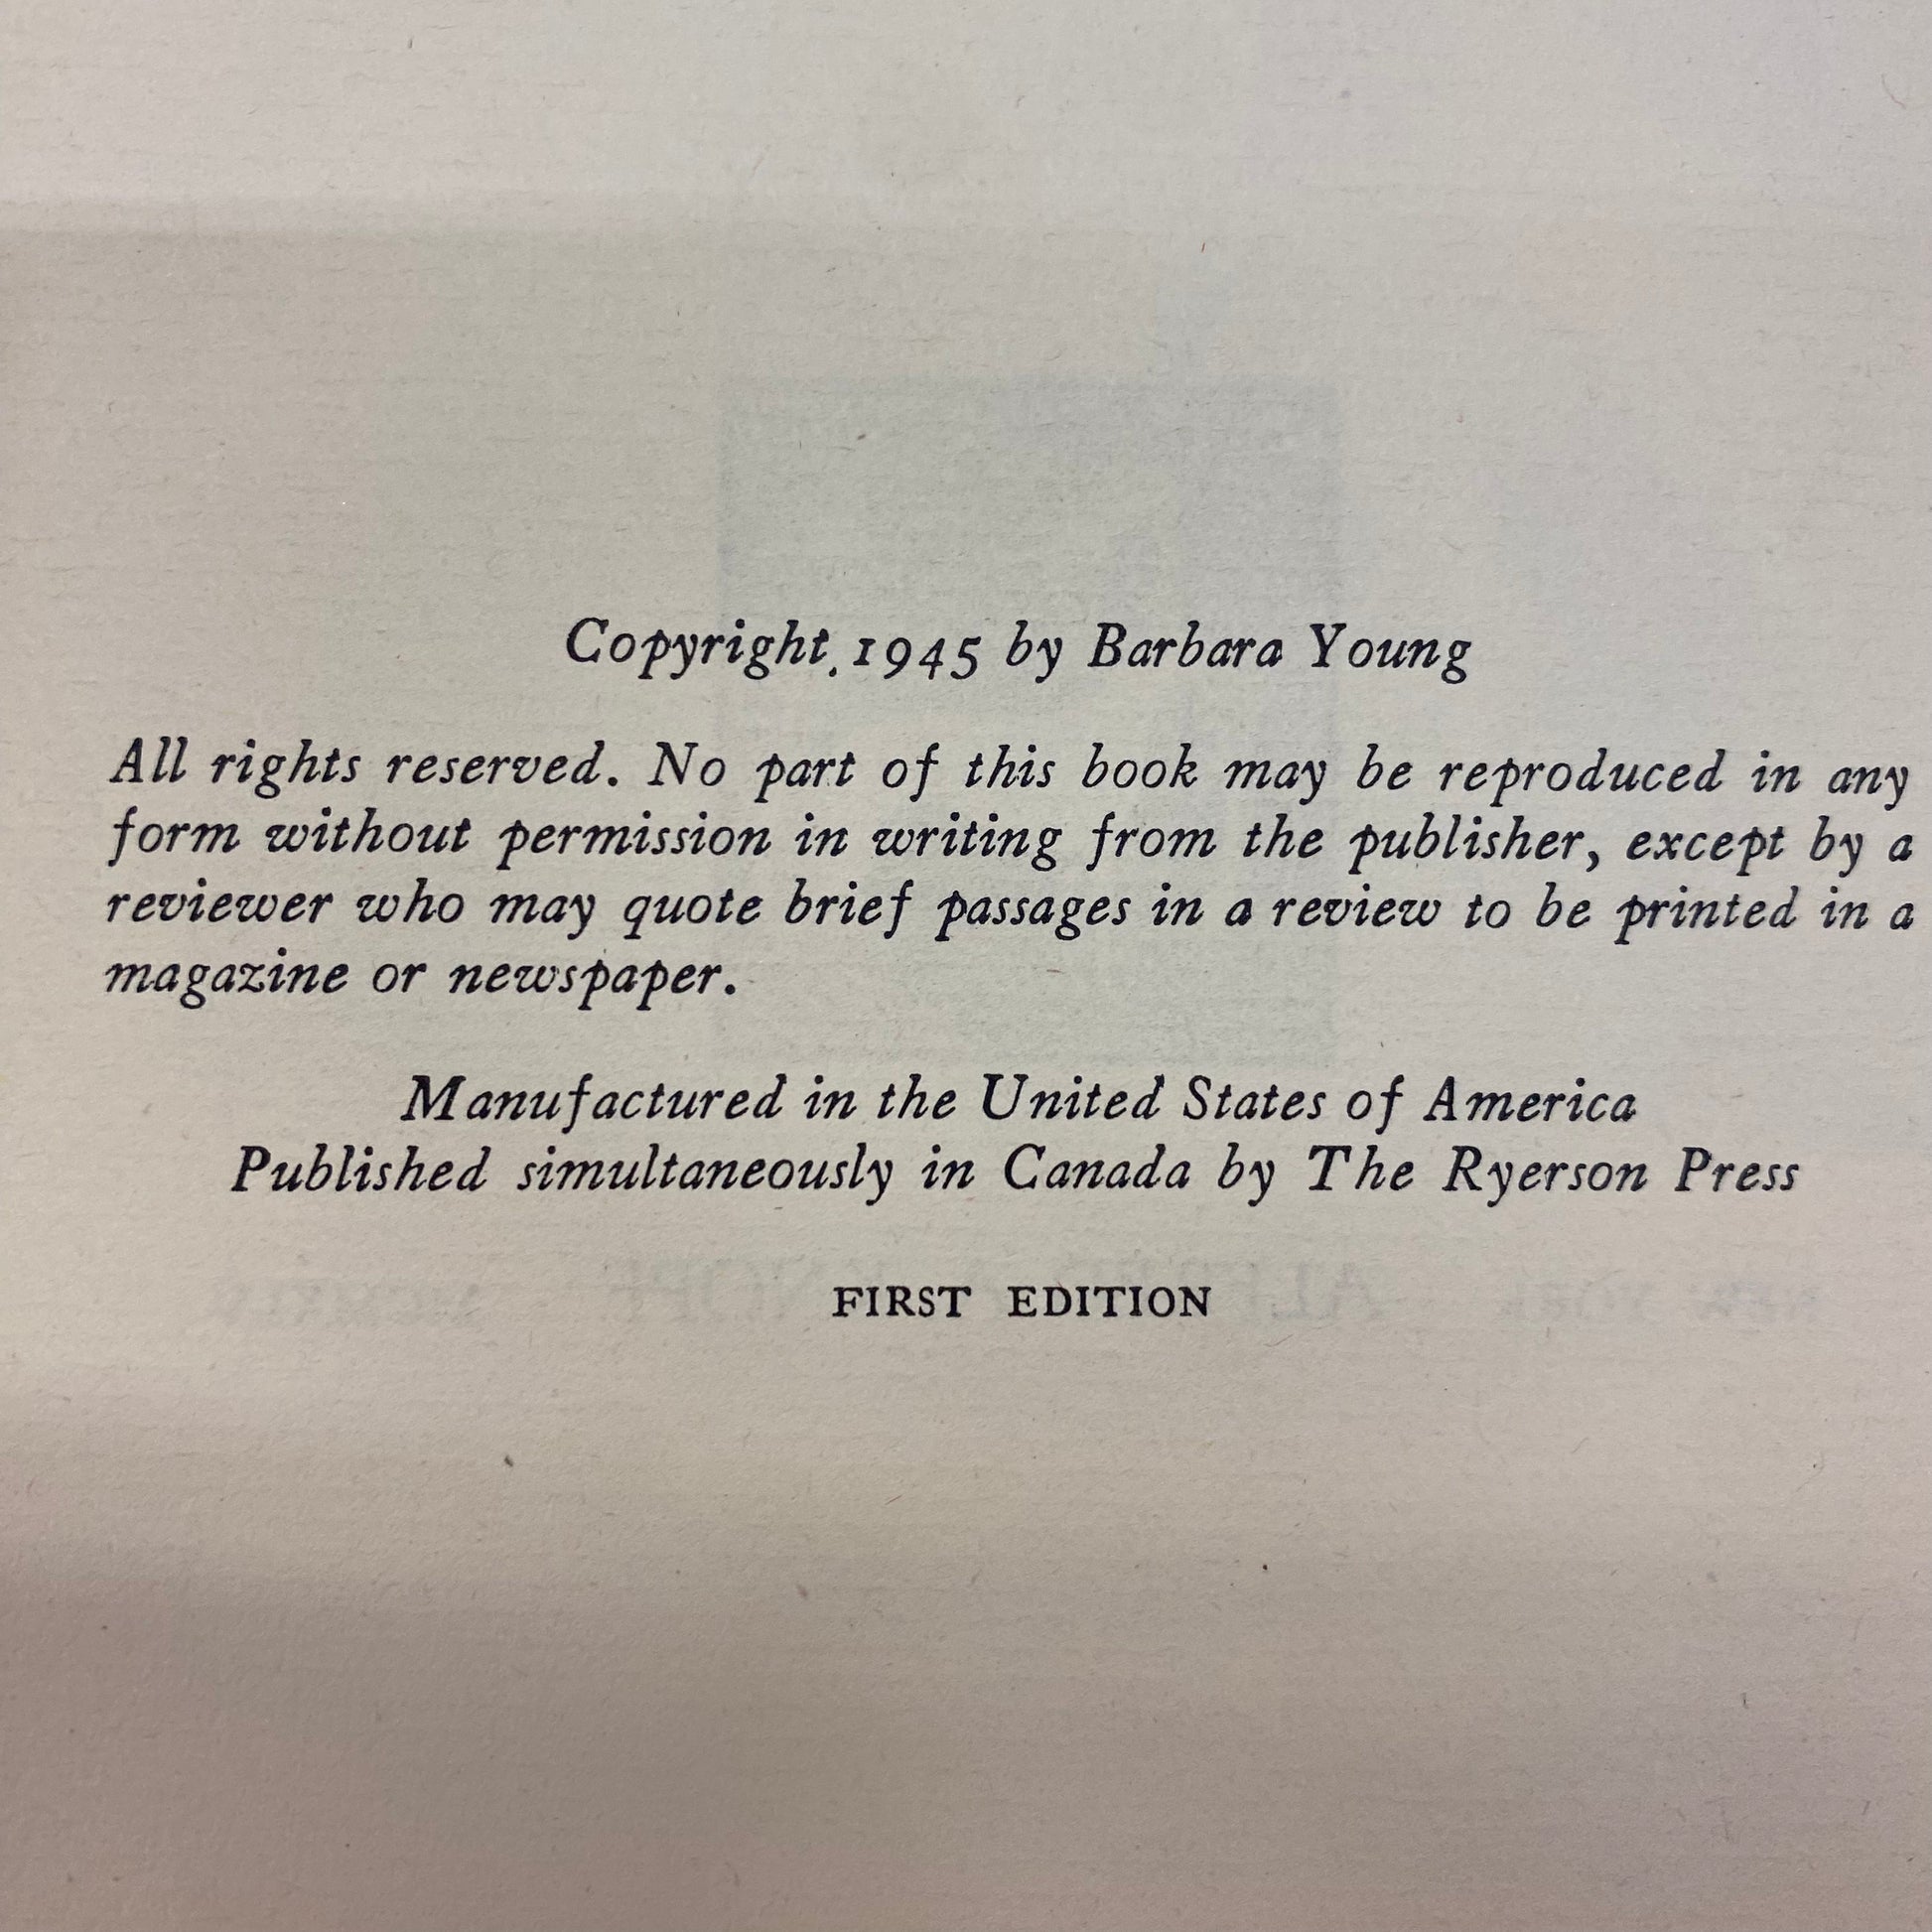 Copyright, 1945 by Barbara Young
All rights reserved. No part of this book may be reproduced in any
form without permission in writing from the publisher, except by a
reviewer who may quote brief passages in a review to be printed in a
magazine or newspaper.
Manufactured in the United States of America
Published simultaneously in Canada by The Ryerson Press
FIRST EDITION